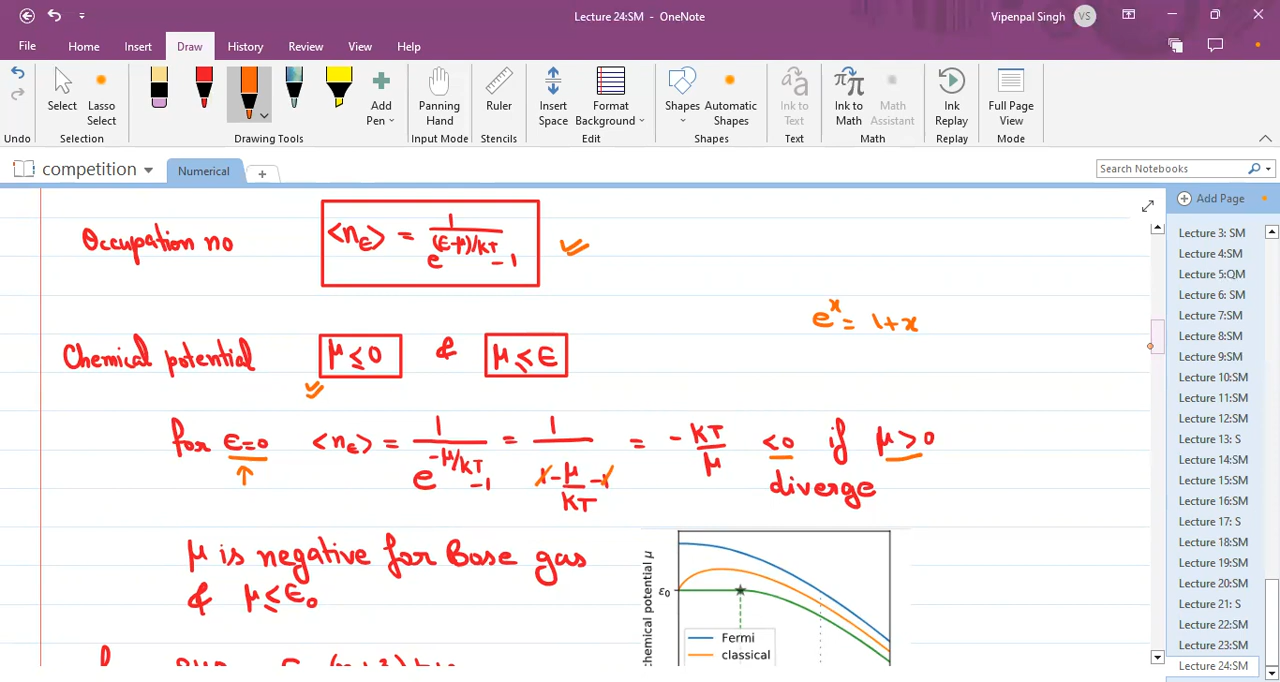 Lecture 24:SM - OneNote
Vipenpal Singh VS
File Home Insert Draw History Review View Help
Undo
Select
Lasso Select
Add Pen
Panning Hand
Ruler
Insert Space
Format Background
Shapes
Automatic Shapes
Ink to Text
Ink to Math
Math Assistant
Ink Replay
Full Page View
Selection Drawing Tools Input Mode Stencils Edit Shapes Text Math Replay Mode
competition Numerical
Search Notebooks
Add Page
Lecture 3: SM
Lecture 4:SM
Lecture 5:QM
Lecture 6: SM
Lecture 7:SM
Lecture 8:SM
Lecture 9:SM
Lecture 10:SM
Lecture 11:SM
Lecture 12:SM
Lecture 13: S
Lecture 14:SM
Lecture 15:SM
Lecture 16:SM
Lecture 17: S
Lecture 18:SM
Lecture 19:SM
Lecture 20:SM
Lecture 21: S
Lecture 22:SM
Lecture 23:SM
Lecture 24:SM
Occupation no <nε> = 1/(e^(ε-μ)/kT -1)
e^x = 1+x
Chemical potential μ≤0 & μ≤ε
for ε=0 <nε> = 1/(e^-μ/kT -1) = 1/(1-μ/kT-1) = -kT/μ <0 if μ>0
diverge
μ is negative for Bose gas
& μ≤ε₀
chemical potential μ
ε₀
Fermi
classical